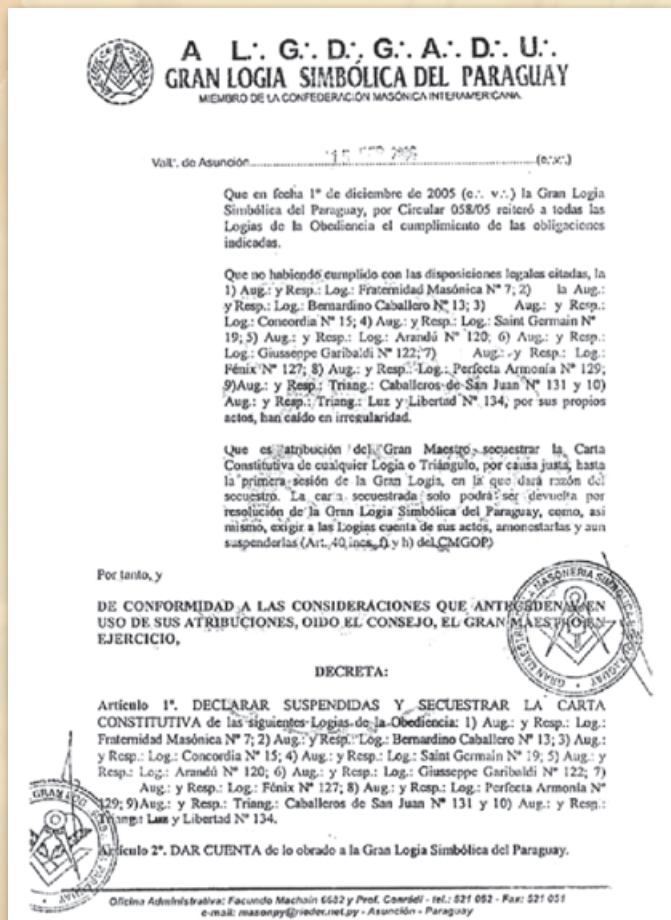 A L∴ G∴ D∴ G∴ A∴ D∴ U∴
GRAN LOGIA SIMBÓLICA DEL PARAGUAY
MIEMBRO DE LA CONFEDERACIÓN MASÓNICA INTERAMERICANA.
Vall∴ de Asunción (e∴v∴)
Que en fecha 1º de diciembre de 2005 (e∴ v∴) la Gran Logia
Simbólica del Paraguay, por Circular 058/05 reiteró a todas las
Logias de la Obediencia el cumplimiento de las obligaciones
indicadas.
Que no habiendo cumplido con las disposiciones legales citadas, la
1) Aug.: y Resp.: Log.: Fraternidad Masónica Nº 7; 2) la Aug.:
y Resp.: Log.: Bernardino Caballero Nº 13; 3) Aug.: y Resp.:
Log.: Concordia Nº 15; 4) Aug.: y Resp.: Log.: Saint Germain Nº
19; 5) Aug.: y Resp.: Log.: Arandú Nº 120; 6) Aug.: y Resp.:
Log.: Giusseppe Garibaldi Nº 122; 7) Aug.: y Resp.: Log.:
Fénix Nº 127; 8) Aug.: y Resp.: Log.: Perfecta Armonía Nº 129;
9)Aug.: y Resp.: Triang.: Caballeros de San Juan Nº 131 y 10)
Aug.: y Resp.: Triang.: Luz y Libertad Nº 134, por sus propios
actos, han caído en irregularidad.
Que es atribución del Gran Maestro secuestrar la Carta
Constitutiva de cualquier Logia o Triángulo, por causa justa, hasta
la primera sesión de la Gran Logia, en la que dará razón del
secuestro. La carta secuestrada solo podrá ser devuelta por
resolución de la Gran Logia Simbólica del Paraguay, como, asi
mismo, exigir a las Logias cuenta de sus actos, amonestarlas y aun
suspenderlas (Art. 40 incs. f) y h) del CMGOP)
Por tanto, y
DE CONFORMIDAD A LAS CONSIDERACIONES QUE ANTECEDEN, EN
USO DE SUS ATRIBUCIONES, OIDO EL CONSEJO, EL GRAN MAESTRO EN
EJERCICIO,
DECRETA:
Artículo 1º. DECLARAR SUSPENDIDAS Y SECUESTRAR LA CARTA
CONSTITUTIVA de las siguientes Logias de la Obediencia: 1) Aug.: y Resp.: Log.:
Fraternidad Masónica Nº 7; 2) Aug.: y Resp.: Log.: Bernardino Caballero Nº 13; 3) Aug.:
y Resp.: Log.: Concordia Nº 15; 4) Aug.: y Resp.: Log.: Saint Germain Nº 19; 5) Aug.: y
Resp.: Log.: Arandú Nº 120; 6) Aug.: y Resp.: Log.: Giusseppe Garibaldi Nº 122; 7)
Aug.: y Resp.: Log.: Fénix Nº 127; 8) Aug.: y Resp.: Log.: Perfecta Armonía Nº
129; 9)Aug.: y Resp.: Triang.: Caballeros de San Juan Nº 131 y 10) Aug.: y Resp.:
Triang.: Luz y Libertad Nº 134.
Artículo 2º. DAR CUENTA de lo obrado a la Gran Logia Simbólica del Paraguay.
Oficina Administrativa: Facundo Machain 6682 y Prof. Conrádi - tel.: 521 052 - Fax: 521 051
e-mail: masonpy@rieder.net.py - Asunción - Paraguay